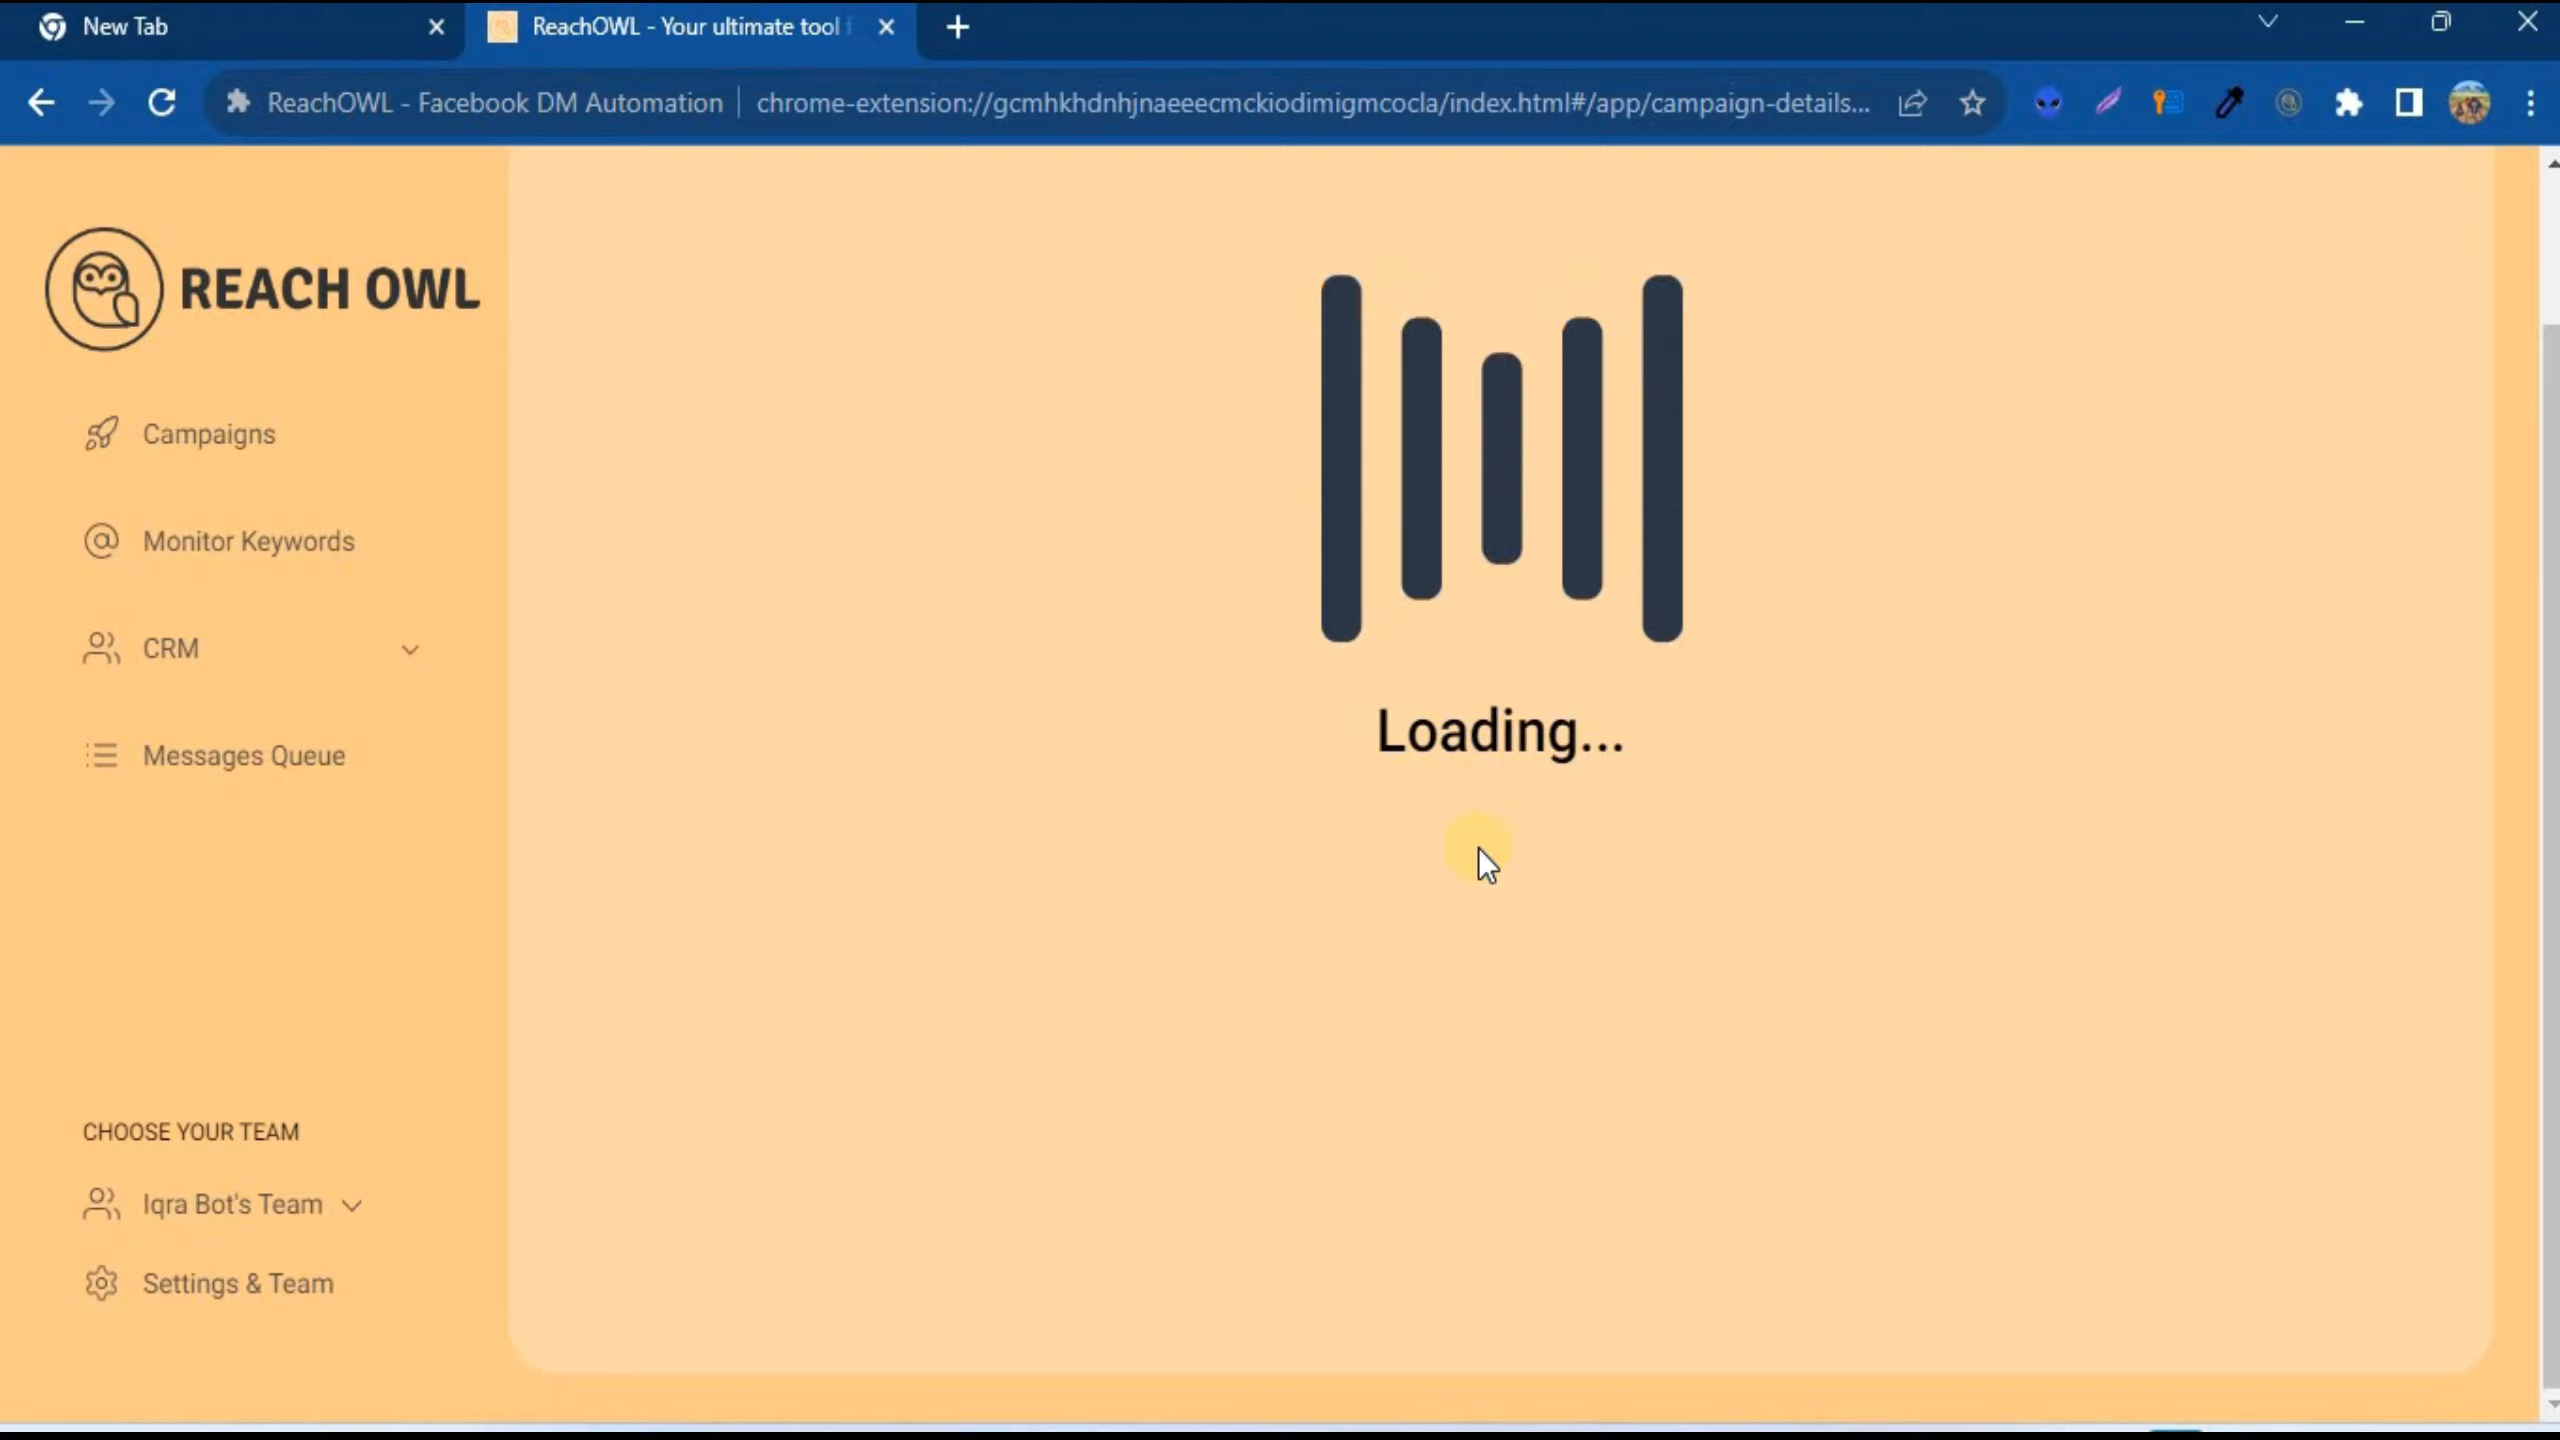 New Tab
ReachOWL - Your ultimate tool
ReachOWL - Facebook DM Automation
chrome-extension://gcmhkhdnhjnaeeecmckiodimigmcocla/index.html#/app/campaign-details...
REACH OWL
Campaigns
Monitor Keywords
CRM
Messages Queue
Loading...
CHOOSE YOUR TEAM
Iqra Bot's Team
Settings & Team